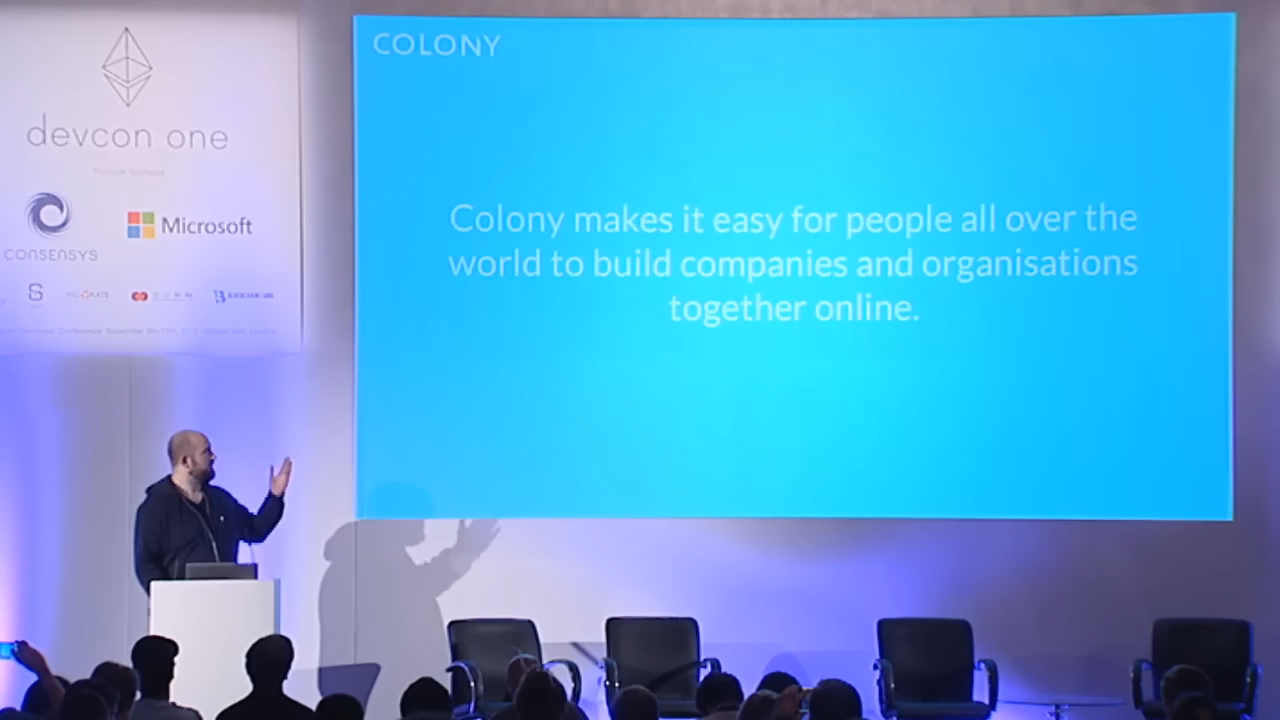 devcon one
CONSENSYS
Microsoft
COLONY
Colony makes it easy for people all over the
world to build companies and organisations
together online.